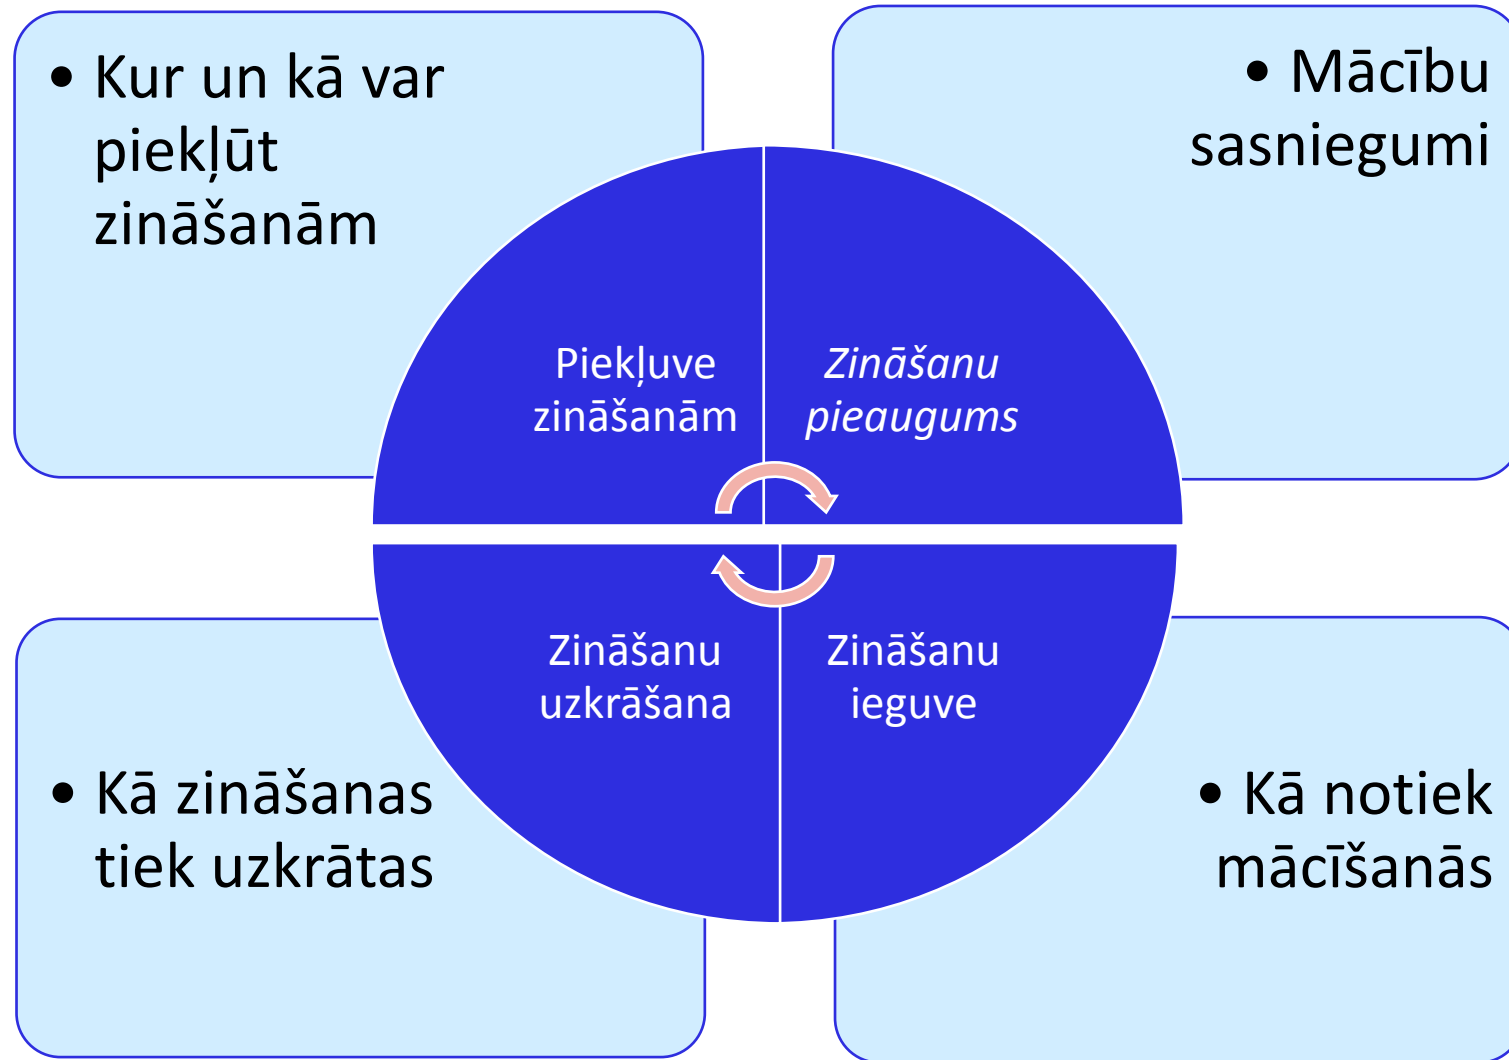 • Kur un kā var
piekļūt
zināšanām
• Mācību
sasniegumi
Piekļuve
zināšanām
Zināšanu
pieaugums
Zināšanu
uzkrāšana
Zināšanu
ieguve
• Kā zināšanas
tiek uzkrātas
• Kā notiek
mācīšanās